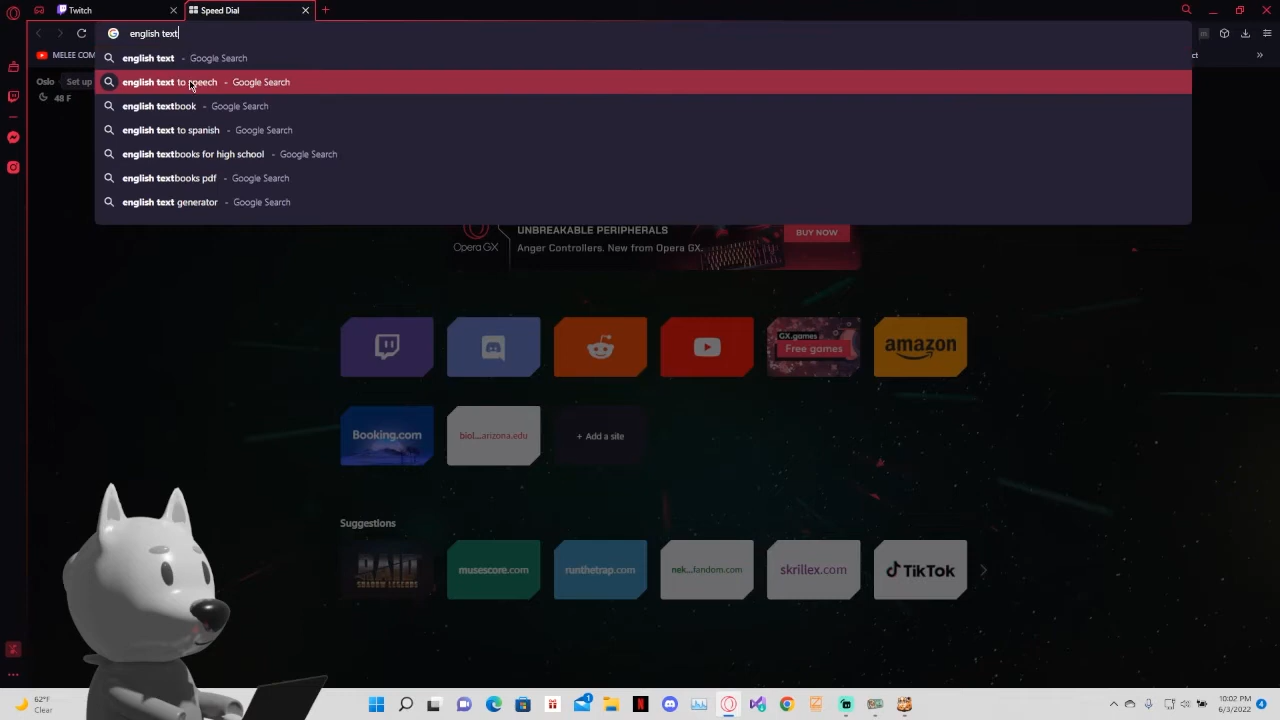 Twitch
Speed Dial
english text
MELEE COM
english text - Google Search
Oslo Set up
english text to speech - Google Search
48 F
english textbook - Google Search
english text to spanish - Google Search
english textbooks for high school - Google Search
english textbooks pdf - Google Search
english text generator - Google Search
Opera GX
UNBREAKABLE PERIPHERALS
Anger Controllers. New from Opera GX.
BUY NOW
GX.games
Free games
amazon
Booking.com
biol...arizona.edu
+ Add a site
Suggestions
RAID
SHADOW LEGENDS
musescore.com
runthetrap.com
nek...fandom.com
skrillex.com
TikTok
62°F
Clear
N
1
10:02 PM
6/3/2022
4